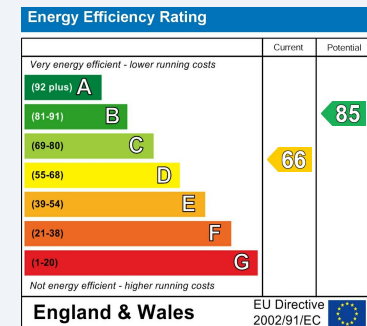 Energy Efficiency Rating
Current Potential
Very energy efficient - lower running costs
(92 plus) A
(81-91) B
85
(69-80) C
66
(55-68) D
(39-54) E
(21-38) F
(1-20) G
Not energy efficient - higher running costs
England & Wales
EU Directive
2002/91/EC